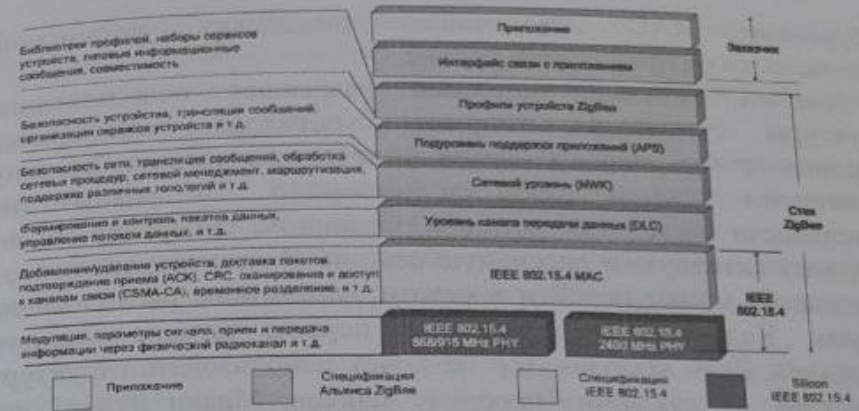 Библиотеки профилей, наборы сервисов
устройств, типовые информационные
сообщения, совместимость
Безопасность устройства, трансляция сообщений,
организация сервисов устройств и т.д.
Безопасность сети, трансляция сообщений, обработка
сетевых процедур, сетевой менеджмент, маршрутизация,
поддержка различных топологий и т.д.
Формирование и контроль пакетов данных,
управление потоком данных, и т.д.
Добавление/удаление устройств, доставка пакетов,
подтверждение приема (ACK), CRC, сканирование и доступ
к каналам связи (CSMA-CA), временное разделение, и т.д.
Модуляция, параметры сигнала, прием и передача
информации через физический радиоканал и т.д.
Приложение
Интерфейс связи с приложением
Профили устройств ZigBee
Подуровень поддержки приложений (APS)
Сетевой уровень (NWK)
Уровень канала передачи данных (DLC)
IEEE 802.15.4 MAC
IEEE 802.15.4
868/915 MHz PHY
IEEE 802.15.4
2400 MHz PHY
Заказчик
Стек
ZigBee
IEEE
802.15.4
Приложение
Спецификация
Альянса ZigBee
Спецификация
IEEE 802.15.4
Silicon
IEEE 802.15.4